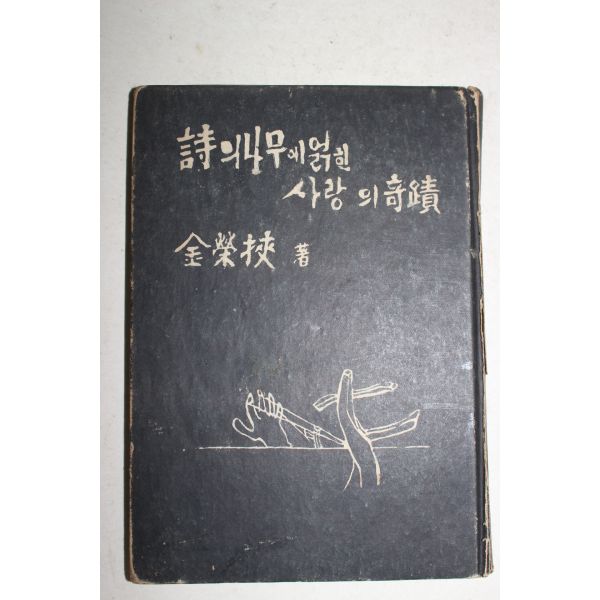 詩의나무에얽힌
사랑의奇蹟
金榮挾 著